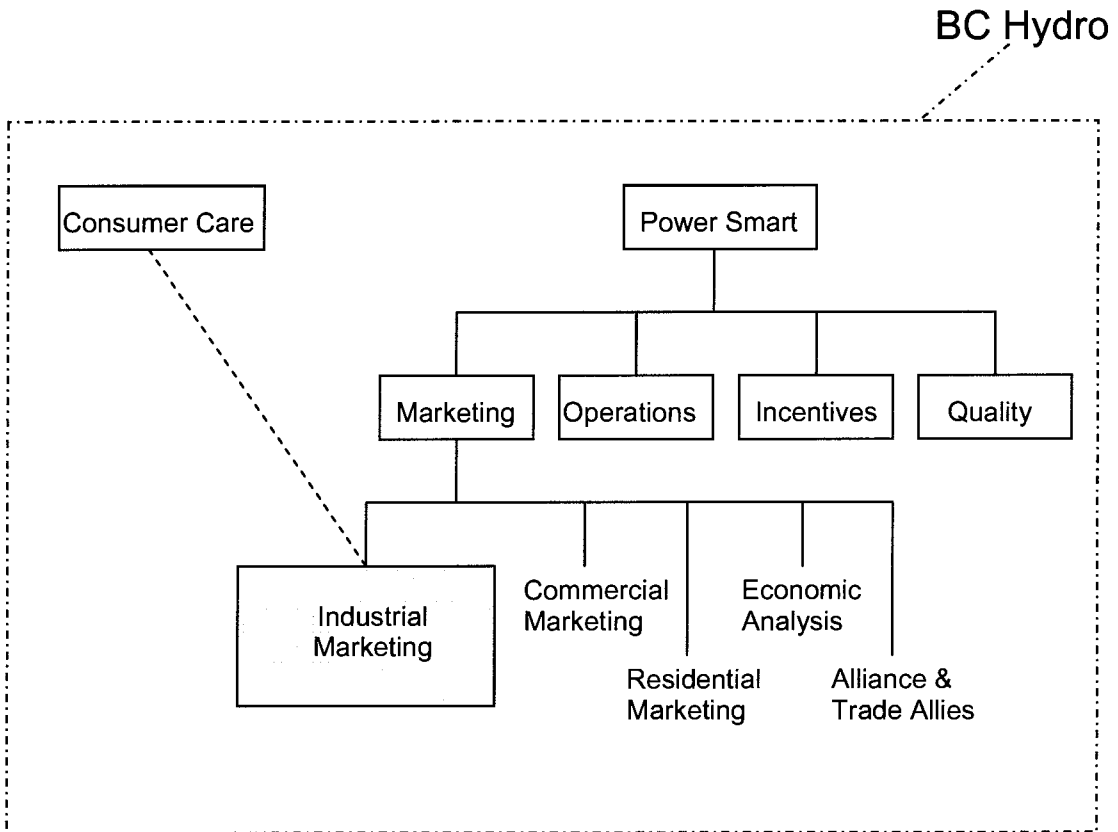 BC Hydro
Consumer Care
Power Smart
Marketing
Operations
Incentives
Quality
Industrial
Marketing
Commercial
Marketing
Economic
Analysis
Residential
Marketing
Alliance &
Trade Allies